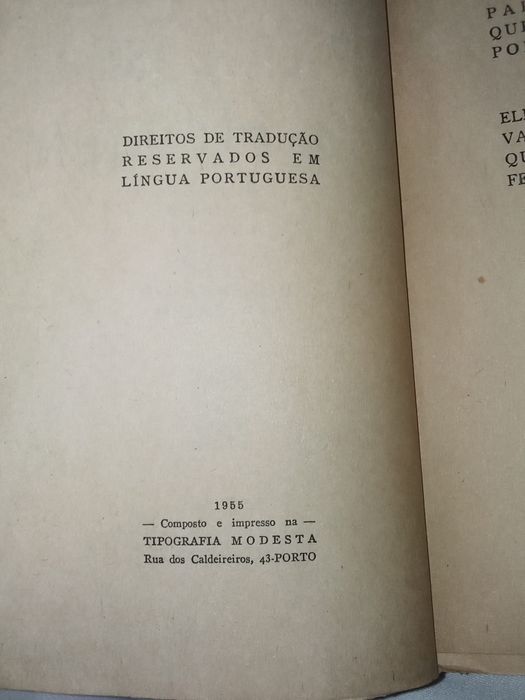 DIREITOS DE TRADUÇÃO
RESERVADOS EM
LÍNGUA PORTUGUESA
1955
— Composto e impresso na —
TIPOGRAFIA MODESTA
Rua dos Caldeireiros, 43-PORTO